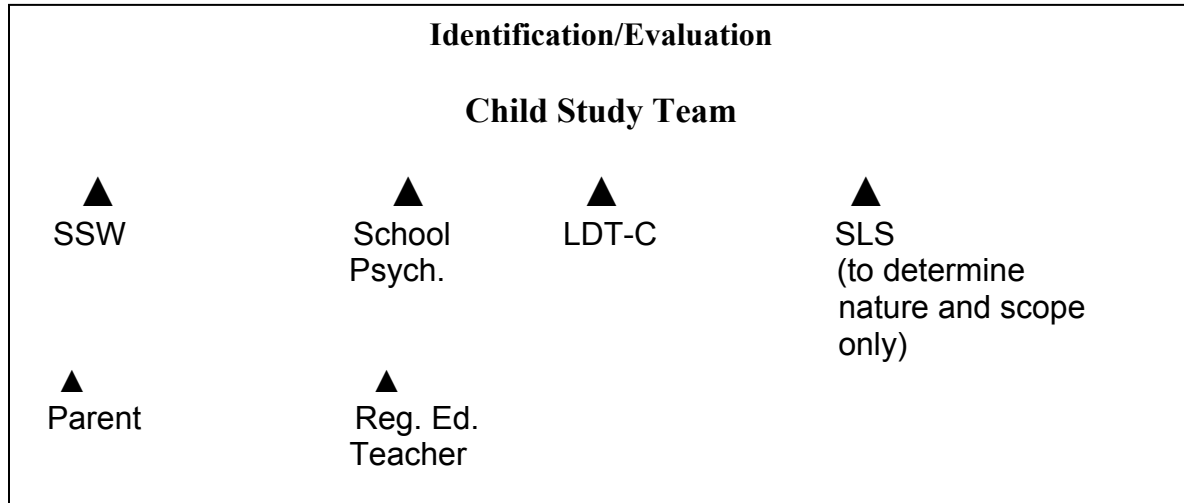 Identification/Evaluation
Child Study Team
SSW
School
Psych.
LDT-C
SLS
(to determine
nature and scope
only)
Parent
Reg. Ed.
Teacher